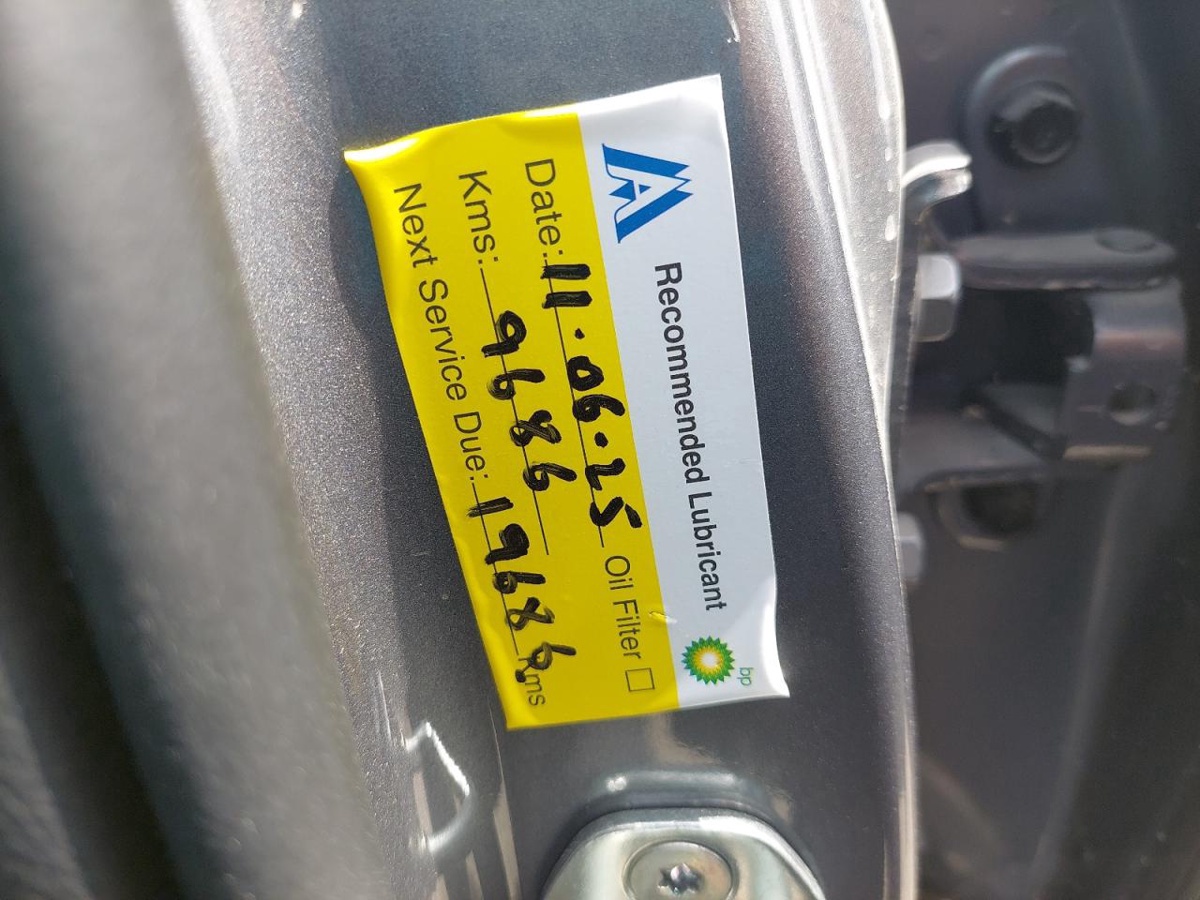 Recommended Lubricant bp
Date: 11.06.25 Oil Filter
Kms: 9686
Next Service Due: 19686 Kms